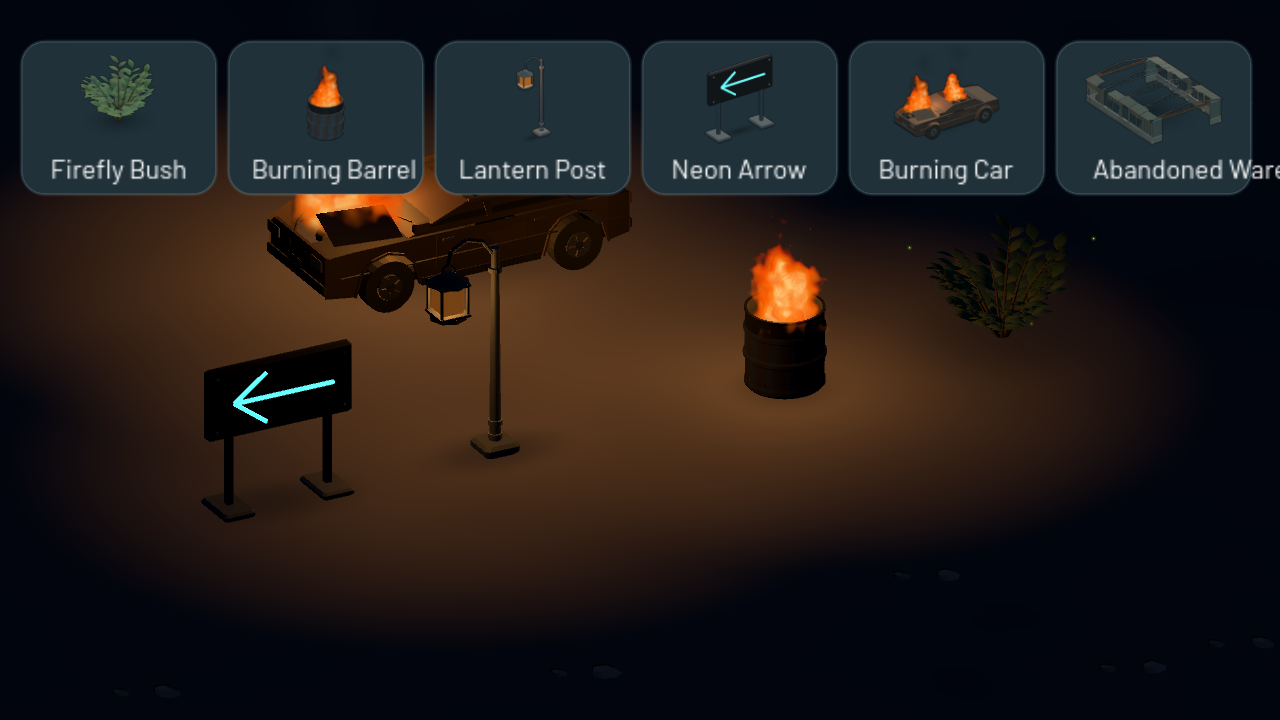 Firefly Bush
Burning Barrel
Lantern Post
Neon Arrow
Burning Car
Abandoned Ware